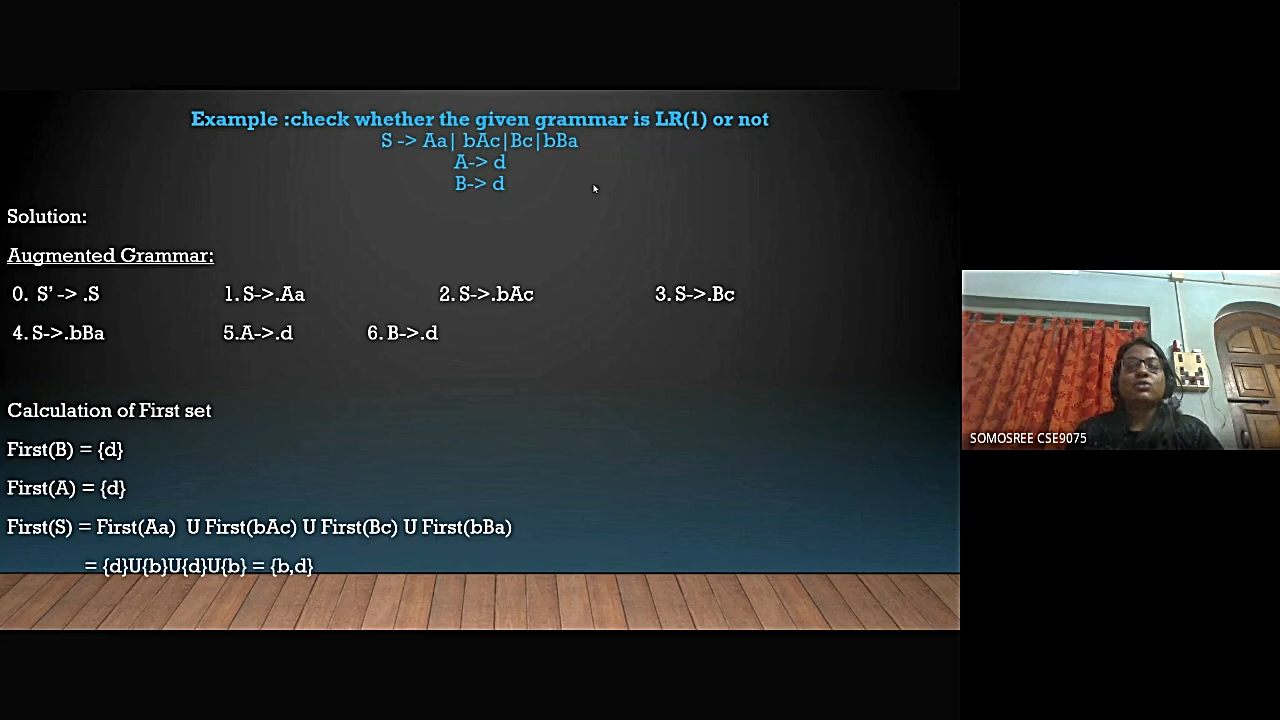 Example :check whether the given grammar is LR(1) or not
S -> Aa| bAc|Bc|bBa
A-> d
B-> d
Solution:
Augmented Grammar:
0. S' -> .S 1. S->.Aa 2. S->.bAc 3. S->.Bc
4. S->.bBa 5.A->.d 6. B->.d
Calculation of First set
First(B) = {d}
First(A) = {d}
First(S) = First(Aa) U First(bAc) U First(Bc) U First(bBa)
= {d}U{b}U{d}U{b} = {b,d}
SOMOSREE CSE9075